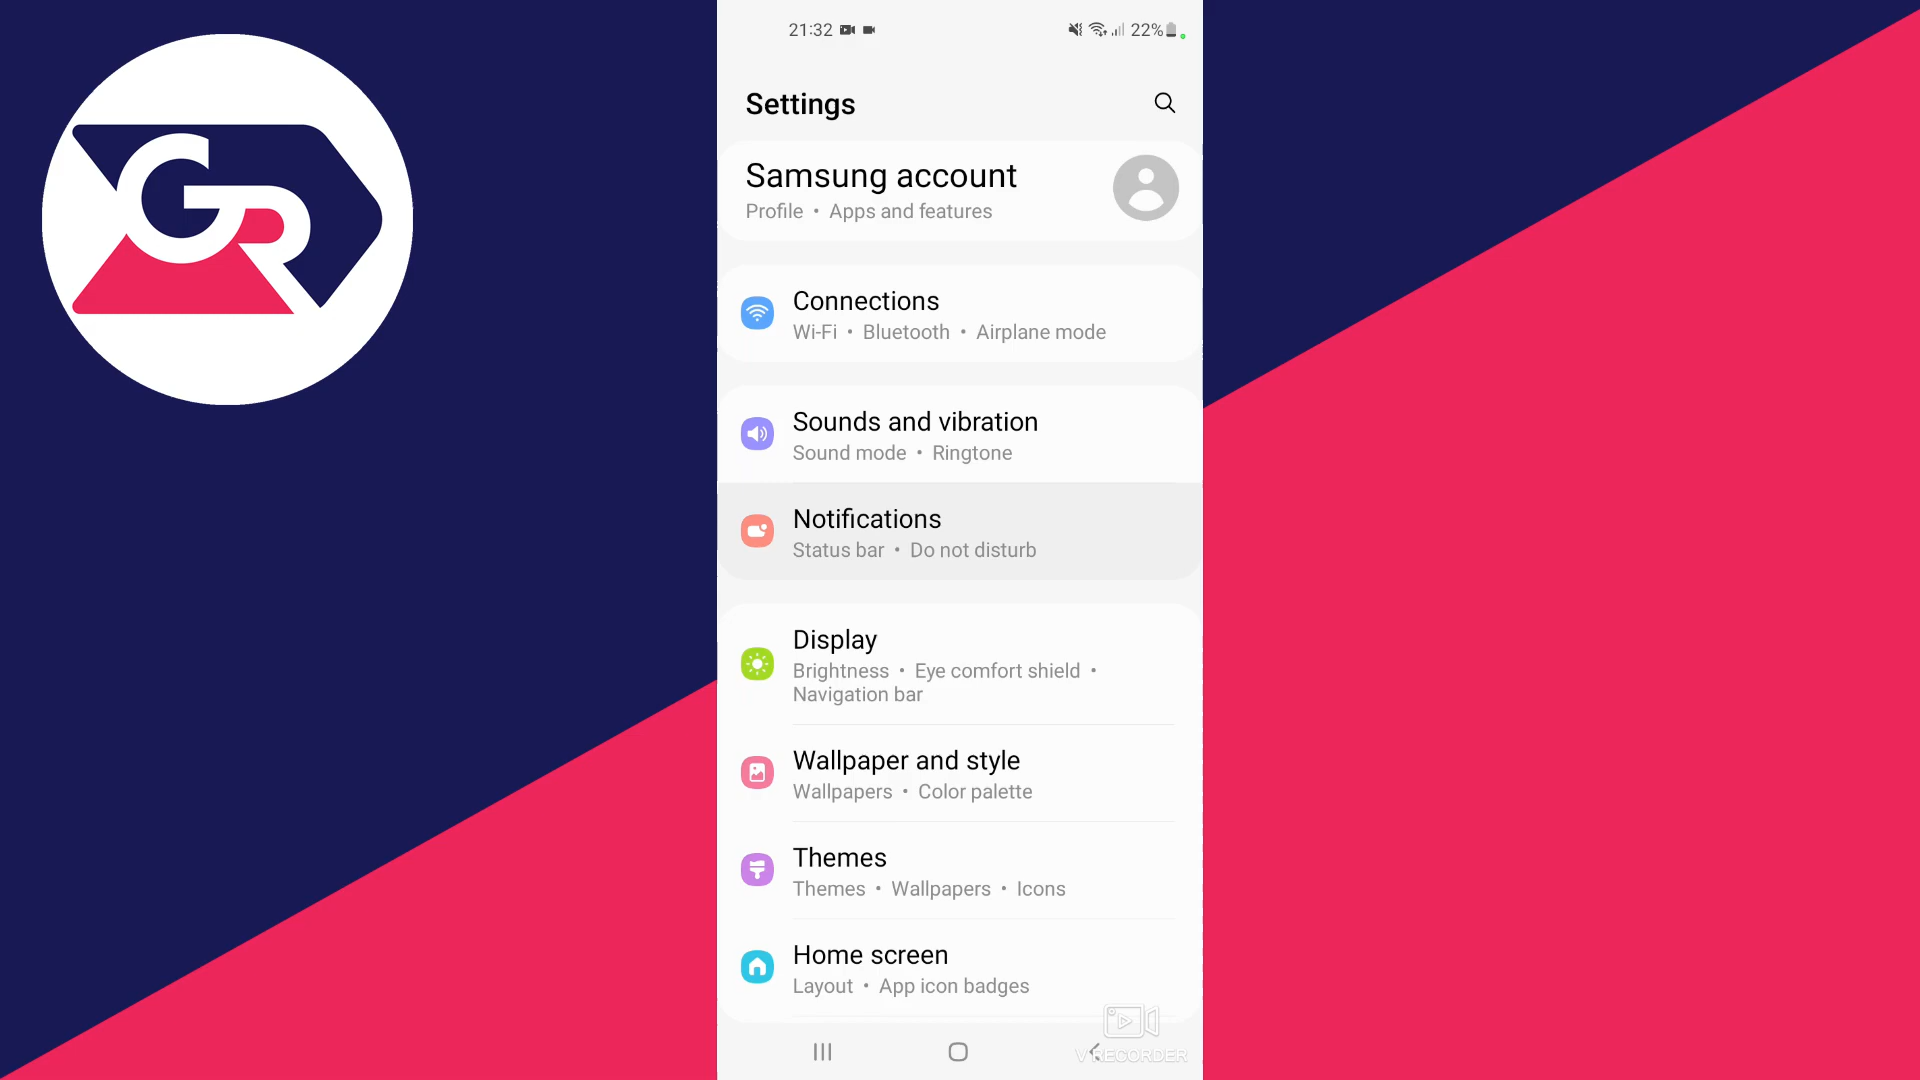 21:32
22%
Settings
Samsung account
Profile • Apps and features
Connections
Wi-Fi • Bluetooth • Airplane mode
Sounds and vibration
Sound mode • Ringtone
Notifications
Status bar • Do not disturb
Display
Brightness • Eye comfort shield •
Navigation bar
Wallpaper and style
Wallpapers • Color palette
Themes
Themes • Wallpapers • Icons
Home screen
Layout • App icon badges
V RECORDER
GR